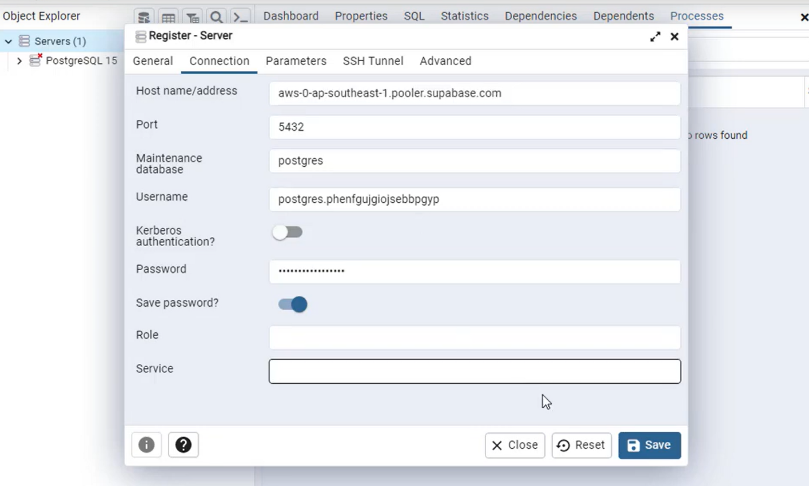 Object Explorer
Dashboard Properties SQL Statistics Dependencies Dependents Processes
Register - Server
Servers (1)
General Connection Parameters SSH Tunnel Advanced
PostgreSQL 15
Host name/address aws-0-ap-southeast-1.pooler.supabase.com
Port 5432
rows found
Maintenance
database
postgres
Username postgres.phenfgujgiojsebbpgyp
Kerberos
authentication?
Password •••••••••••••••••
Save password?
Role
Service
Close Reset Save